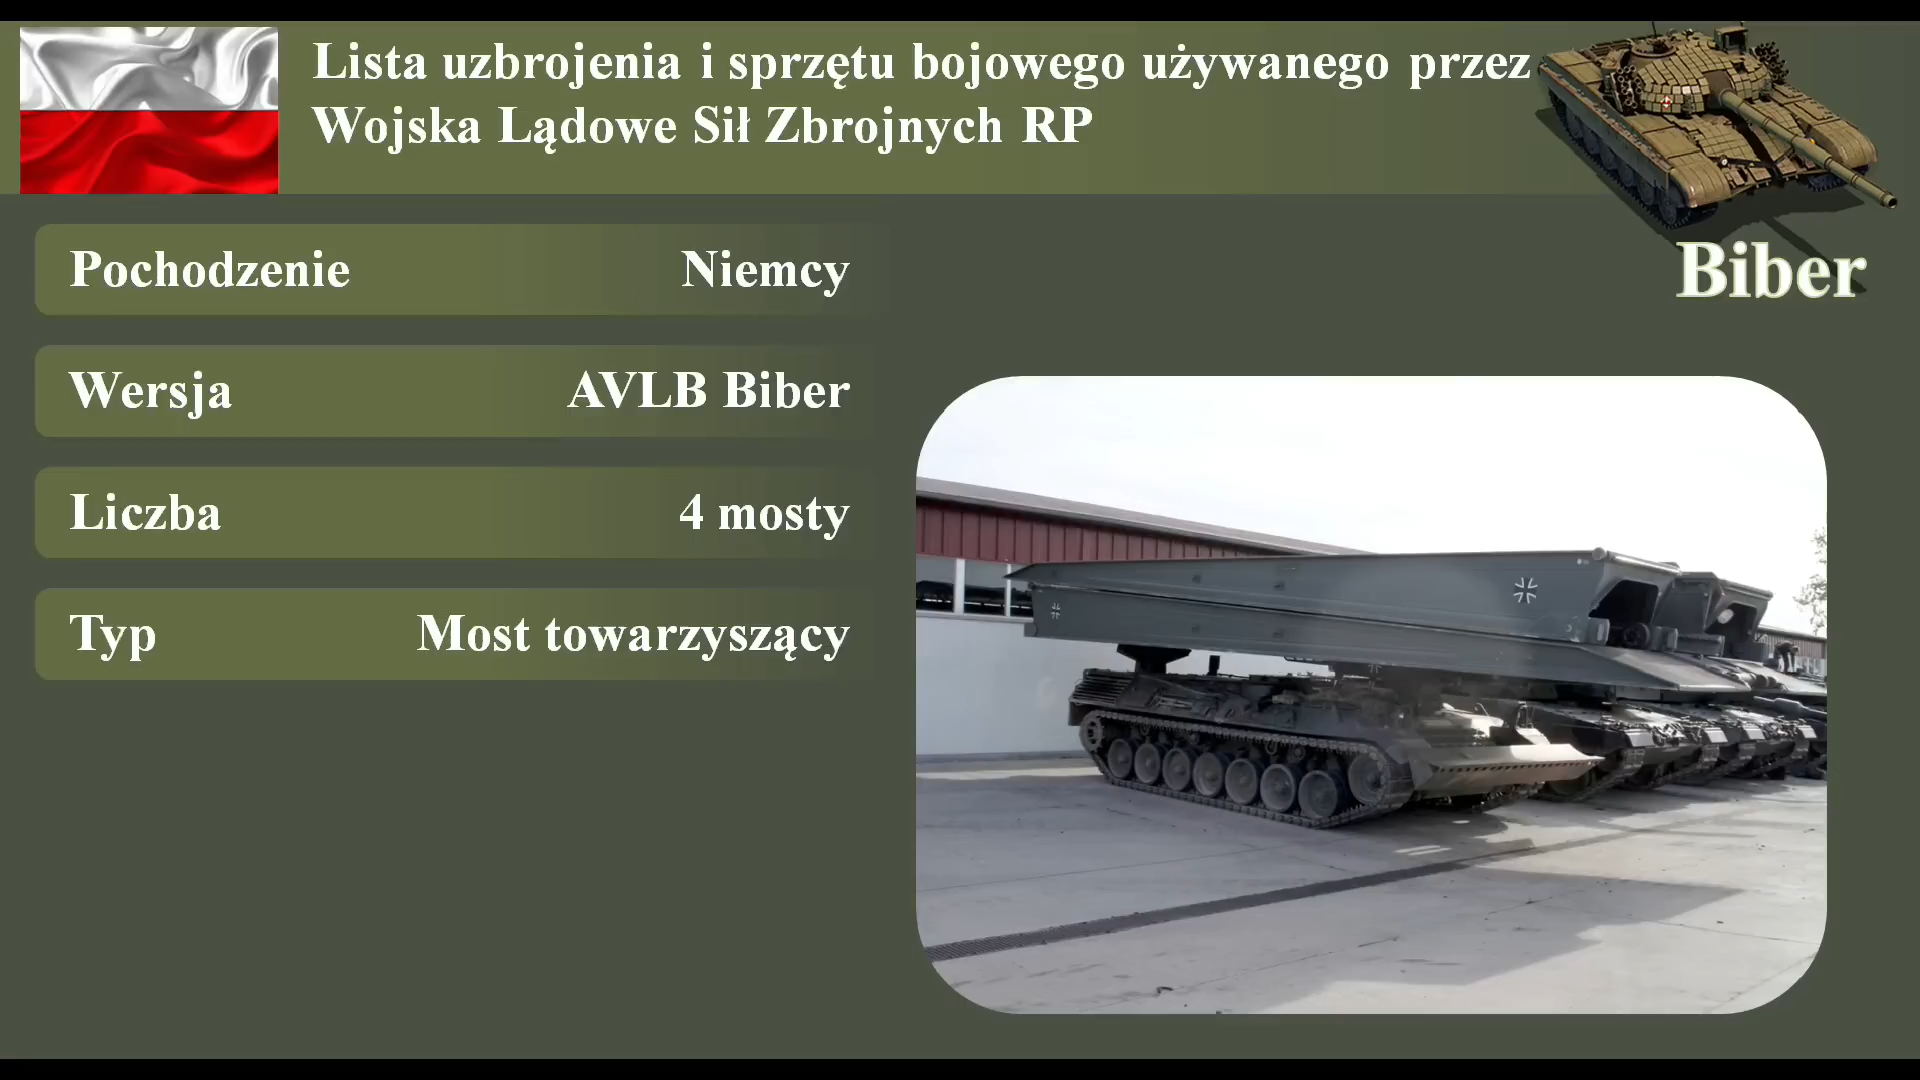 Lista uzbrojenia i sprzętu bojowego używanego przez
Wojska Lądowe Sił Zbrojnych RP
Biber
Pochodzenie Niemcy
Wersja AVLB Biber
Liczba 4 mosty
Typ Most towarzyszący